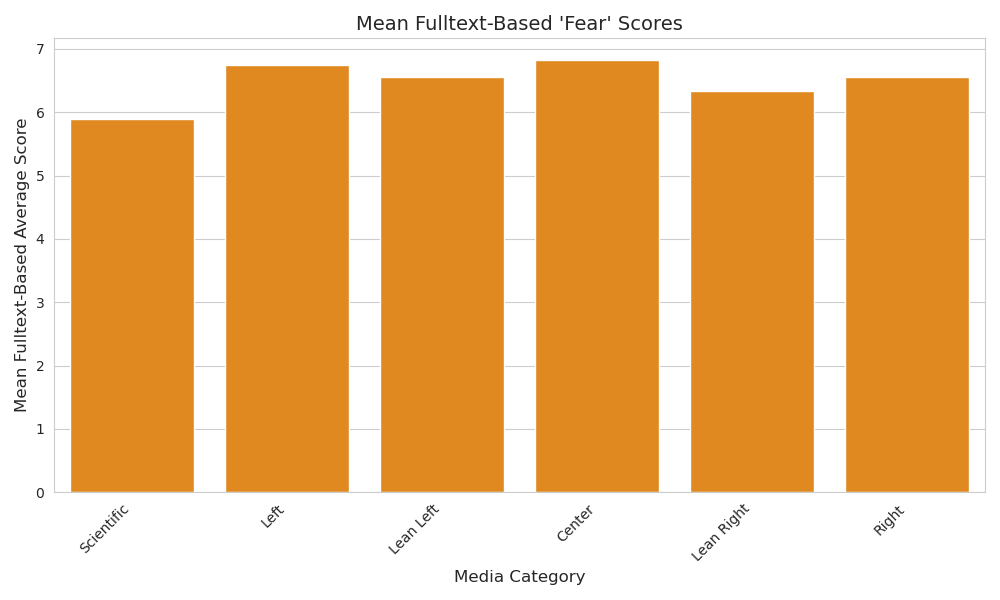 Mean Fulltext-Based 'Fear' Scores
Mean Fulltext-Based Average Score
7
6
5
4
3
2
1
0
Scientific
Left
Lean Left
Center
Lean Right
Right
Media Category